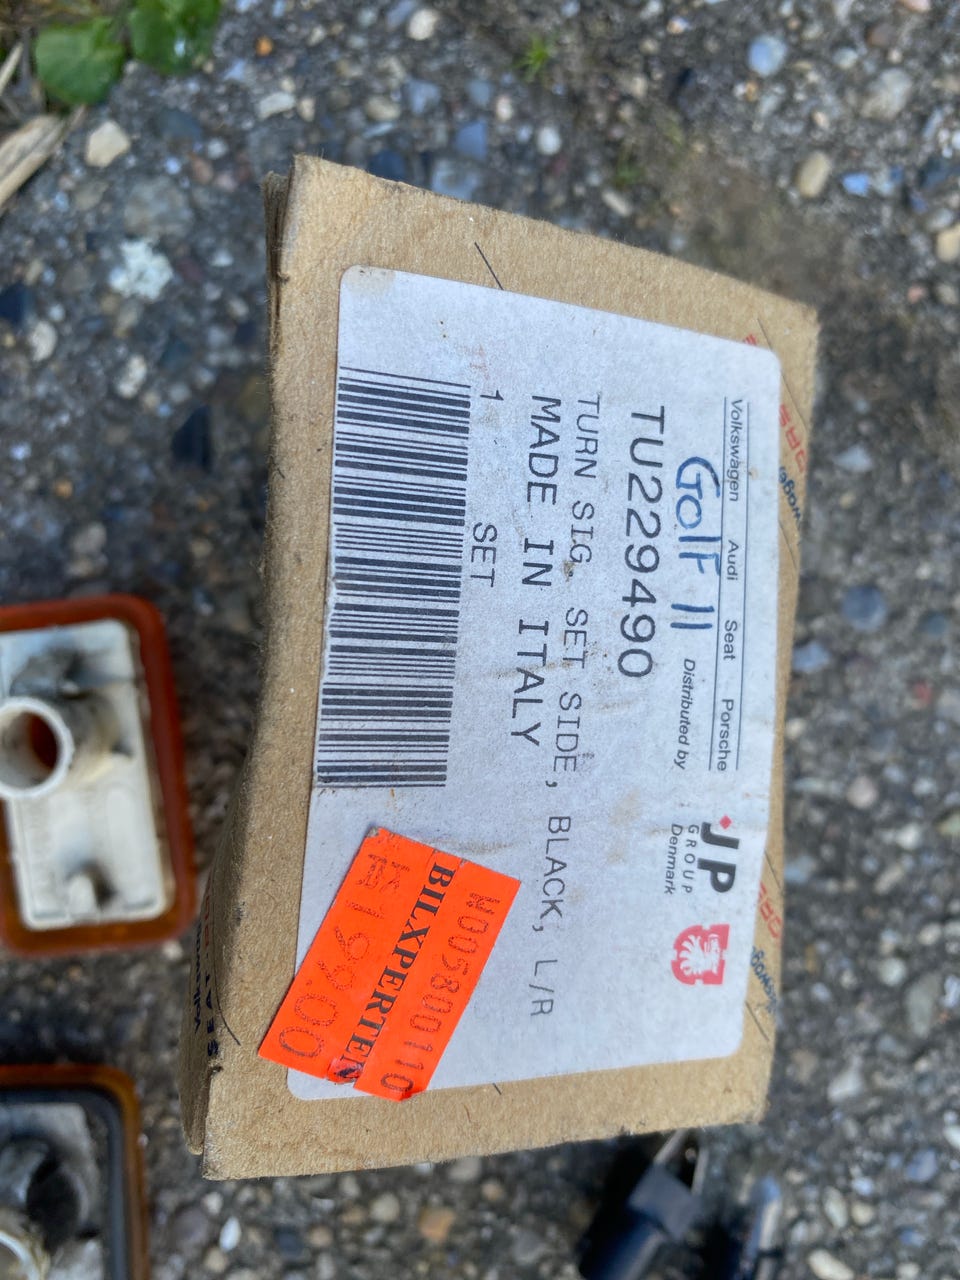 Volkswagen Audi Seat Porsche
Golf II
Distributed by
JP
GROUP
Denmark
TU229490
TURN SIG. SET SIDE, BLACK, L/R
MADE IN ITALY
1 SET
M005800110
BILXPERTEN